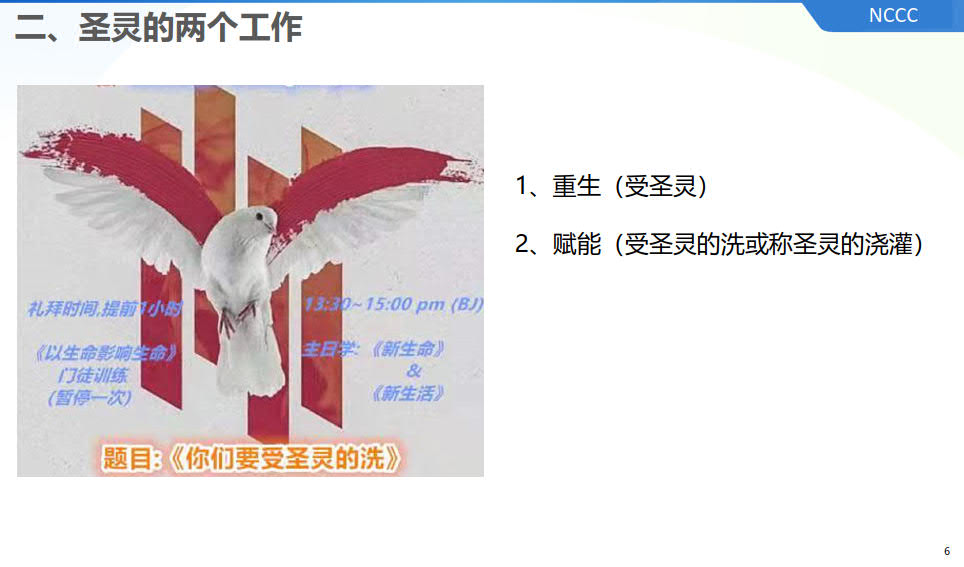 二、圣灵的两个工作
NCCC
礼拜时间,提前1小时
13:30~15:00 pm (BJ)
《以生命影响生命》
门徒训练
(暂停一次)
主日学:《新生命》
&
《新生活》
题目:《你们要受圣灵的洗》
1、重生（受圣灵）
2、赋能（受圣灵的洗或称圣灵的浇灌）
6